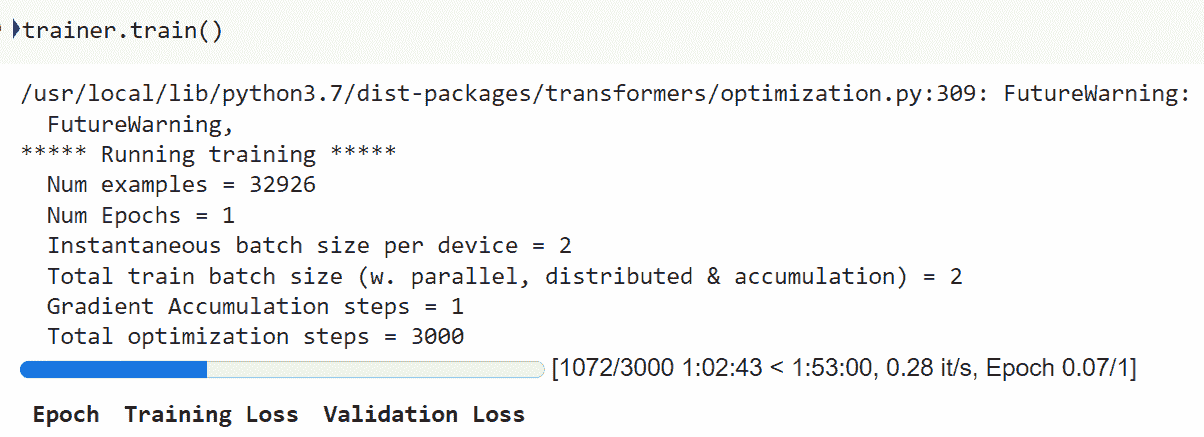 trainer.train()
/usr/local/lib/python3.7/dist-packages/transformers/optimization.py:309: FutureWarning:
FutureWarning,
***** Running training *****
Num examples = 32926
Num Epochs = 1
Instantaneous batch size per device = 2
Total train batch size (w. parallel, distributed & accumulation) = 2
Gradient Accumulation steps = 1
Total optimization steps = 3000
[1072/3000 1:02:43 < 1:53:00, 0.28 it/s, Epoch 0.07/1]
Epoch Training Loss Validation Loss